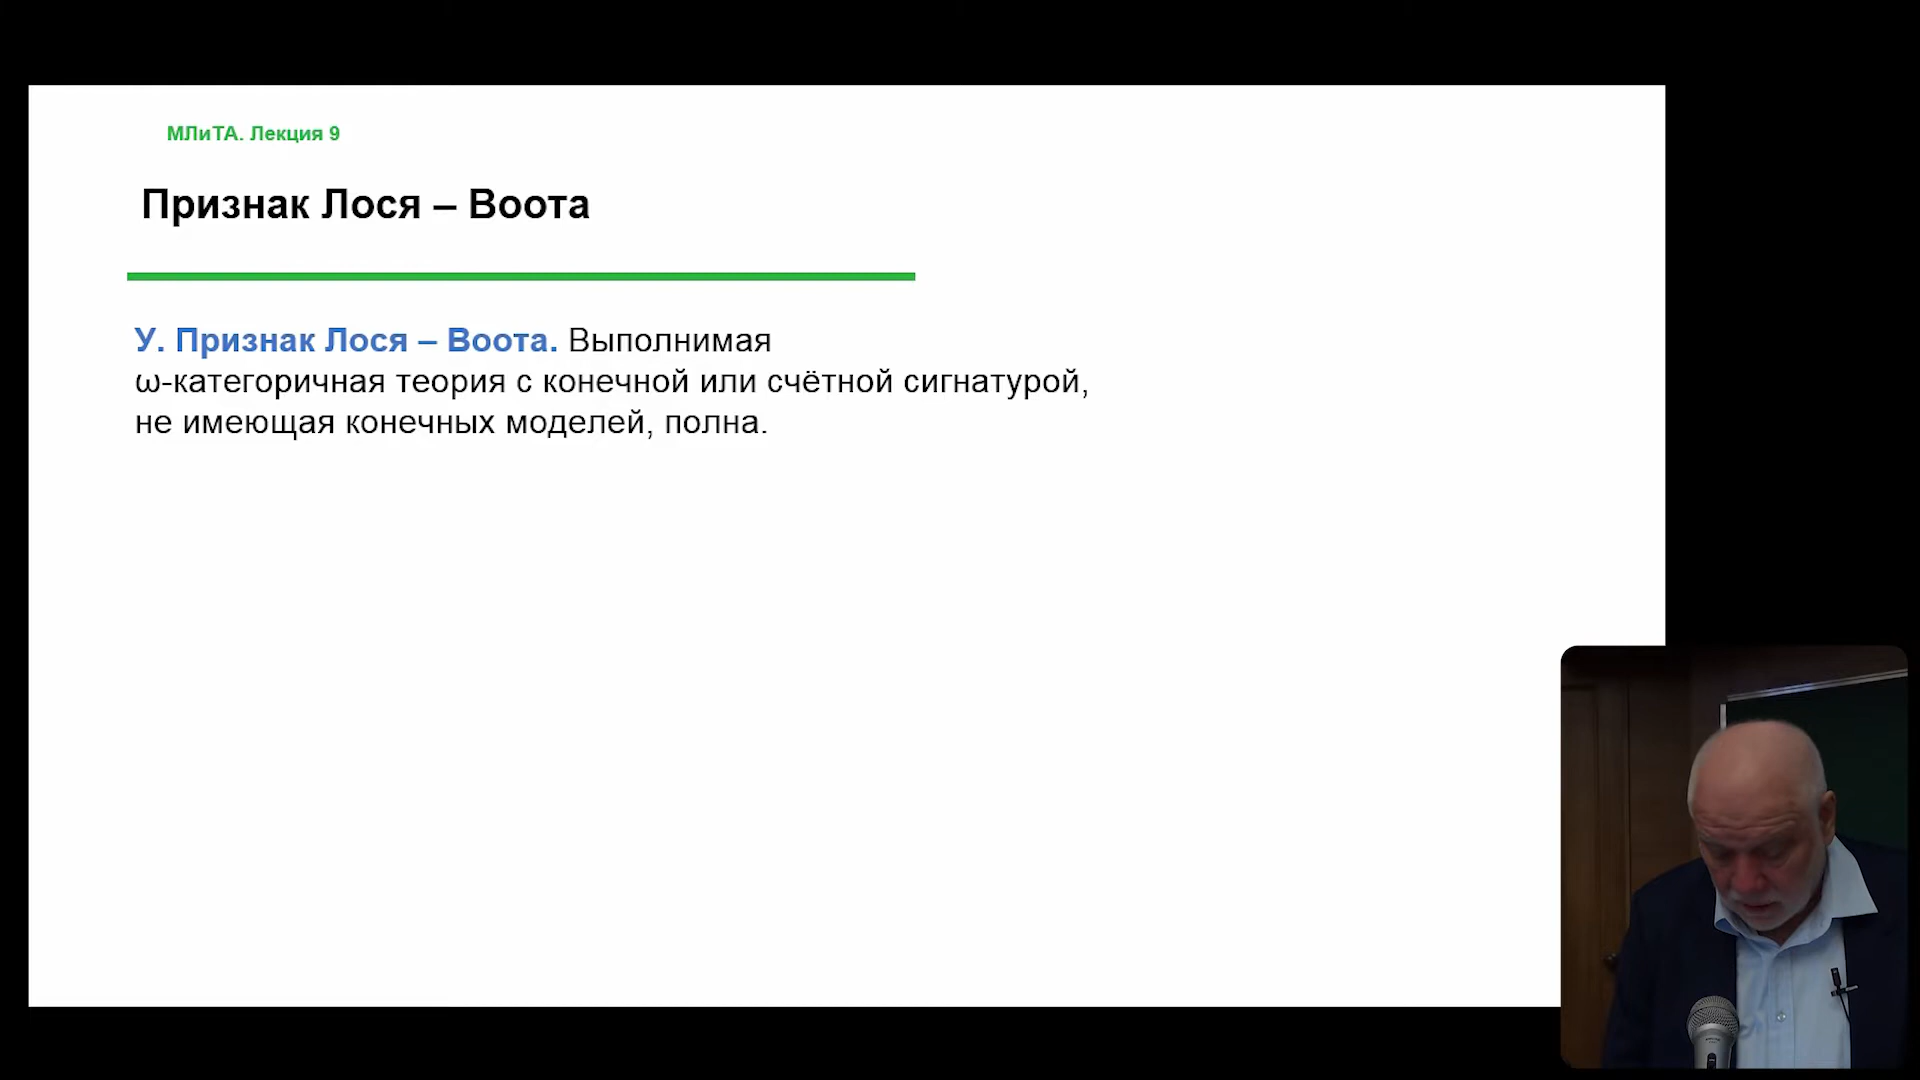 МЛиТА. Лекция 9
Признак Лося – Воота
У. Признак Лося – Воота. Выполнимая
ω-категоричная теория с конечной или счётной сигнатурой,
не имеющая конечных моделей, полна.